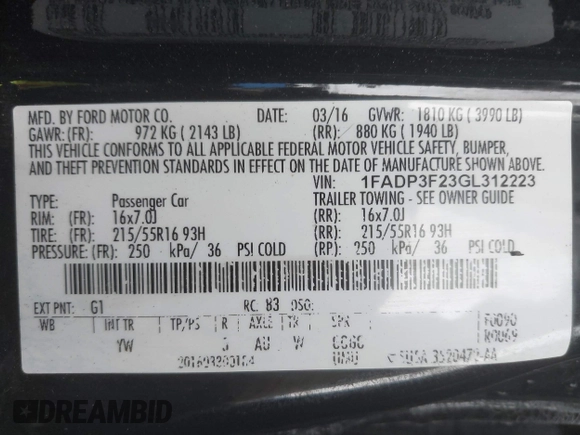 MFD. BY FORD MOTOR CO. DATE: 03/16 GVWR: 1810 KG ( 3990 LB)
GAWR: (FR): 972 KG ( 2143 LB) (RR): 880 KG ( 1940 LB)
THIS VEHICLE CONFORMS TO ALL APPLICABLE FEDERAL MOTOR VEHICLE SAFETY, BUMPER,
AND THEFT PREVENTION STANDARDS IN EFFECT ON THE DATE OF MANUFACTURE SHOWN ABOVE.
VIN: 1FADP3F23GL312223
TYPE: Passenger Car TRAILER TOWING - SEE OWNER GUIDE
RIM: (FR): 16x7.0J (RR): 16x7.0J
TIRE: (FR): 215/55R16 93H (RR): 215/55R16 93H
PRESSURE: (FR): 250 kPa/ 36 PSI COLD (RR): 250 kPa/ 36 PSI COLD
EXT PNT: G1 RC: 83 DSO:
WB INT TR TP/PS R AXLE TR SPR F0090
YW AU W R0069
DREAMBID